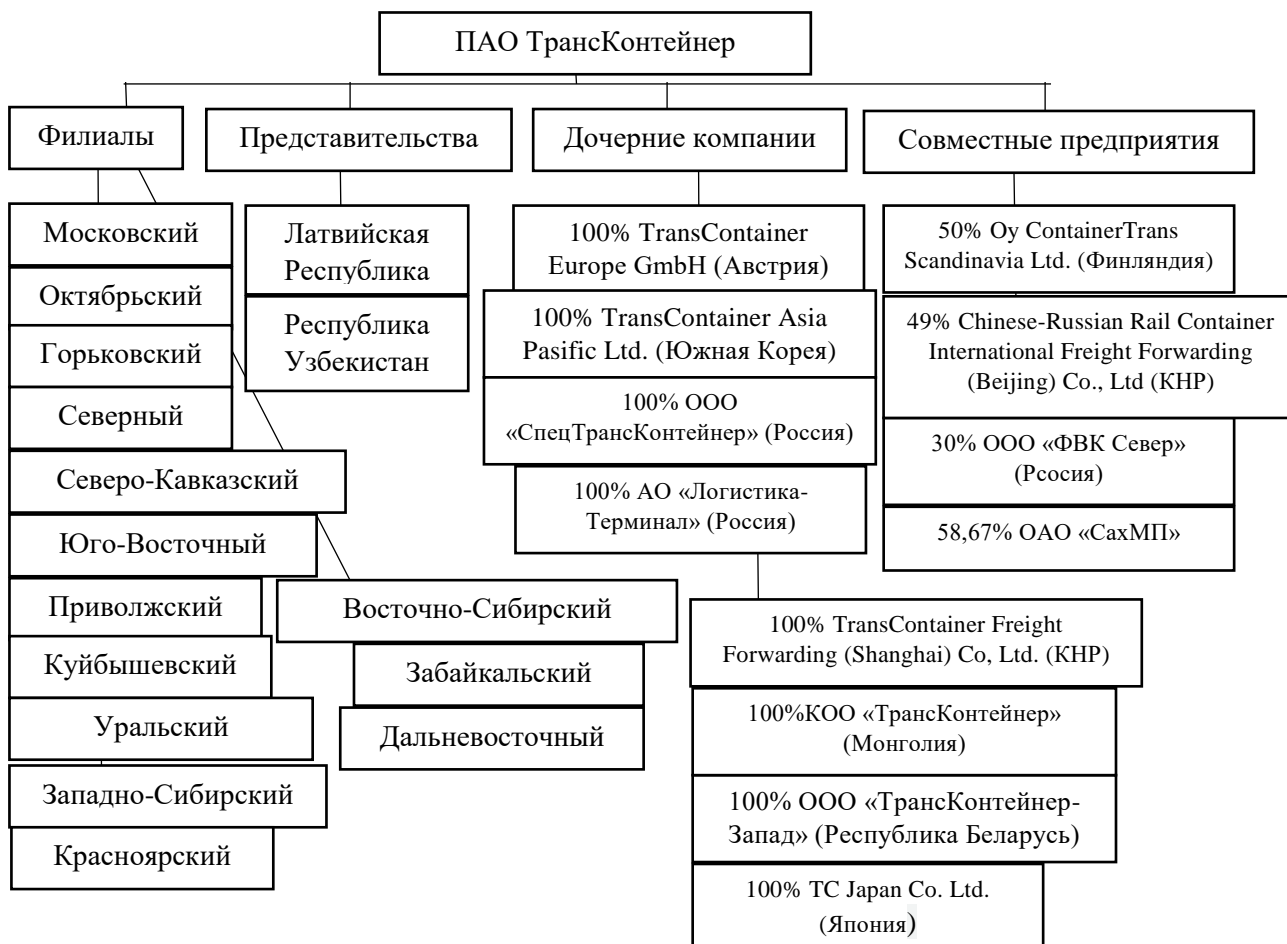 ПАО ТрансКонтейнер
Филиалы
Представительства
Дочерние компании
Совместные предприятия
Московский
Октябрьский
Горьковский
Северный
Северо-Кавказский
Юго-Восточный
Приволжский
Куйбышевский
Уральский
Западно-Сибирский
Красноярский
Восточно-Сибирский
Забайкальский
Дальневосточный
Латвийская
Республика
Республика
Узбекистан
100% TransContainer
Europe GmbH (Австрия)
100% TransContainer Asia
Pasific Ltd. (Южная Корея)
100% ООО
«СпецТрансКонтейнер» (Россия)
100% АО «Логистика-
Терминал» (Россия)
100% TransContainer Freight
Forwarding (Shanghai) Co, Ltd. (КНР)
100%КОО «ТрансКонтейнер»
(Монголия)
100% ООО «ТрансКонтейнер-
Запад» (Республика Беларусь)
100% TC Japan Co. Ltd.
(Япония)
50% Oy ContainerTrans
Scandinavia Ltd. (Финляндия)
49% Chinese-Russian Rail Container
International Freight Forwarding
(Beijing) Co., Ltd (КНР)
30% ООО «ФВК Север»
(Рсосия)
58,67% ОАО «СахМП»